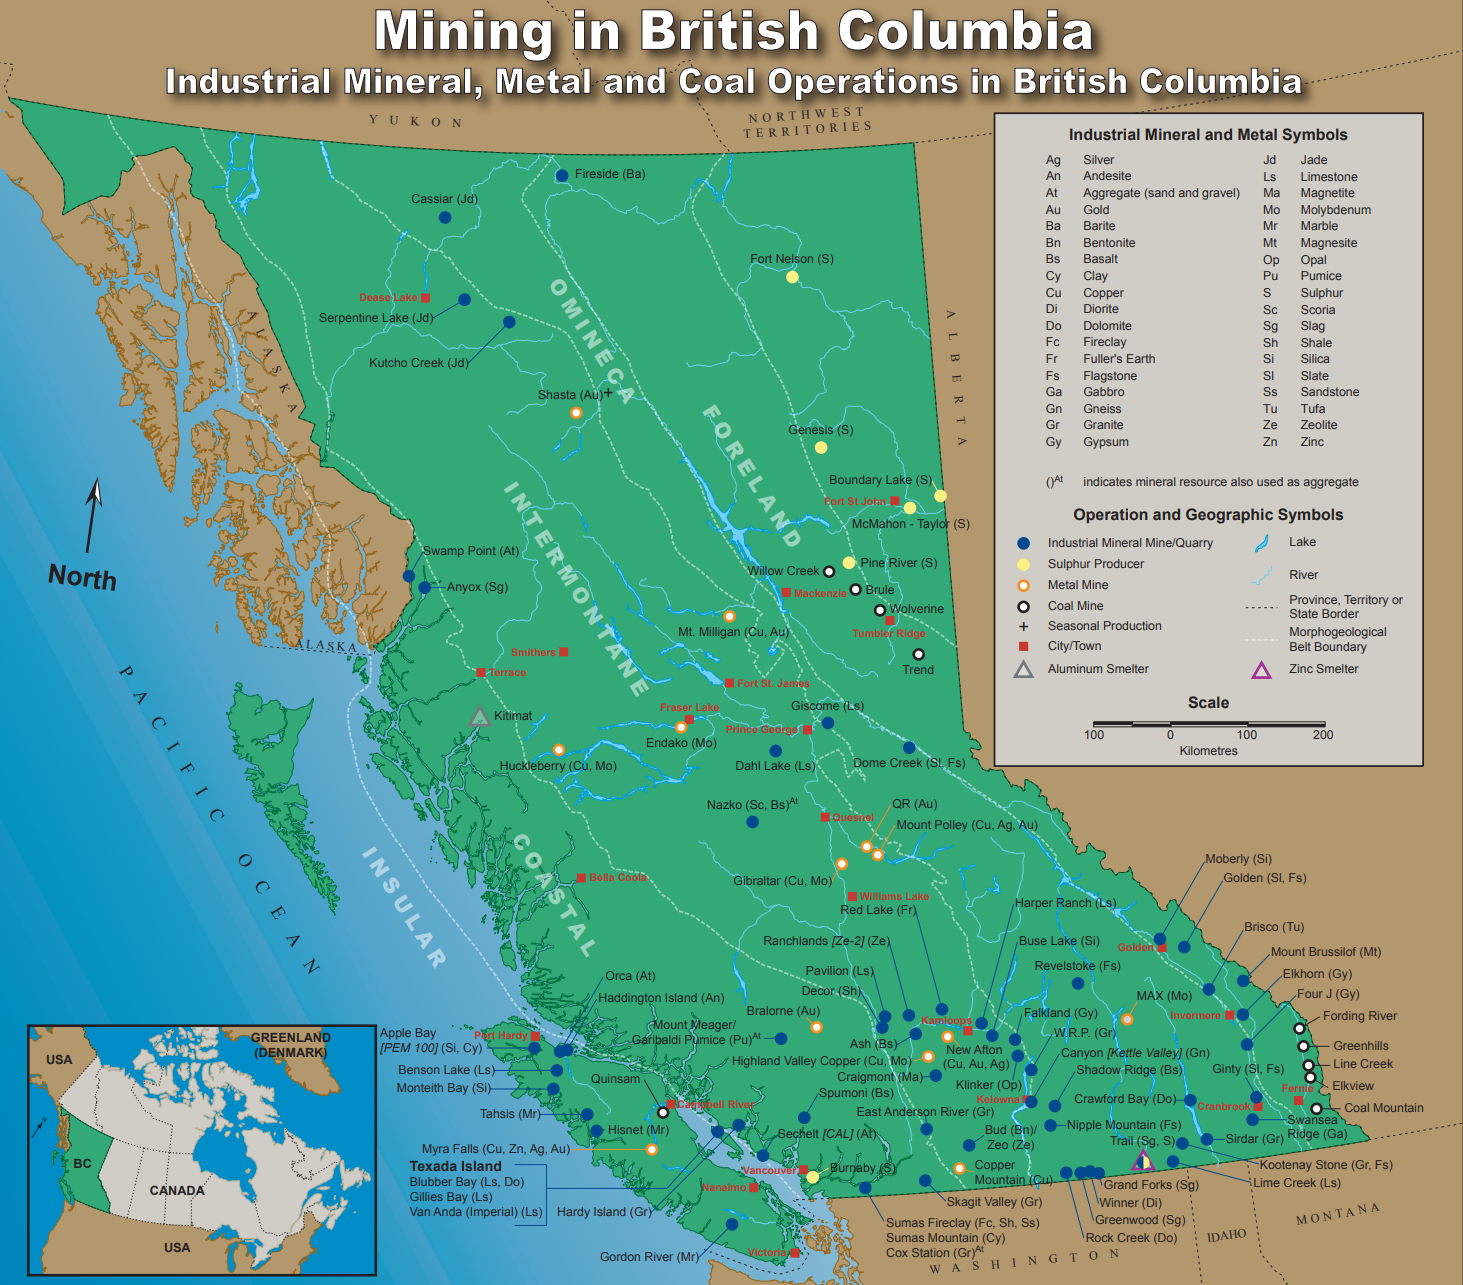 Mining in British Columbia
Industrial Mineral, Metal and Coal Operations in British Columbia
YUKON
NORTHWEST
TERRITORIES
Industrial Mineral and Metal Symbols
Ag Silver
An Andesite
At Aggregate (sand and gravel)
Au Gold
Ba Barite
Bn Bentonite
Bs Basalt
Cy Clay
Cu Copper
Di Diorite
Do Dolomite
Fc Fireclay
Fr Fuller's Earth
Fs Flagstone
Ga Gabbro
Gn Gneiss
Gr Granite
Gy Gypsum
Jd Jade
Ls Limestone
Ma Magnetite
Mo Molybdenum
Mr Marble
Mt Magnesite
Op Opal
Pu Pumice
S Sulphur
Sc Scoria
Sg Slag
Sh Shale
Si Silica
Sl Slate
Ss Sandstone
Tu Tufa
Ze Zeolite
Zn Zinc
()At indicates mineral resource also used as aggregate
Operation and Geographic Symbols
Industrial Mineral Mine/Quarry
Sulphur Producer
Metal Mine
Coal Mine
Seasonal Production
City/Town
Aluminum Smelter
Lake
River
Province, Territory or
State Border
Morphogeological
Belt Boundary
Zinc Smelter
Scale
100 0 100 200
Kilometres
Fireside (Ba)
Cassiar (Jd)
Fort Nelson (S)
Dease Lake
Serpentine Lake (Jd)
Kutcho Creek (Jd)
OMINECA
ALASKA
ALBERTA
Shasta (Au)+
FORELAND
Genesis (S)
Boundary Lake (S)
Fort St John
McMahon - Taylor (S)
INTERMONTANE
North
Swamp Point (At)
Anyox (Sg)
Pine River (S)
Willow Creek
Mackenzie
Brule
Wolverine
Tumbler Ridge
Mt. Milligan (Cu, Au)
Trend
ALASKA
Smithers
Terrace
Fort St. James
Kitimat
Fraser Lake
Endako (Mo)
Giscome (Ls)
Prince George
Huckleberry (Cu, Mo)
Dahl Lake (Ls)
Dome Creek (Sl, Fs)
PACIFIC OCEAN
Nazko (Sc, Bs)At
QR (Au)
Quesnel
Mount Polley (Cu, Ag, Au)
INSULAR
COASTAL
Bella Coola
Gibraltar (Cu, Mo)
Williams Lake
Red Lake (Fr)
Moberly (Si)
Golden (Sl, Fs)
Harper Ranch (Ls)
Brisco (Tu)
Ranchlands [Ze-2] (Ze)
Buse Lake (Si)
Golden
Mount Brussilof (Mt)
Pavilion (Ls)
Revelstoke (Fs)
Elkhorn (Gy)
Decor (Sh)
MAX (Mo)
Four J (Gy)
Orca (At)
Haddington Island (An)
Bralorne (Au)
Falkland (Gy)
Invermere
Fording River
Mount Meager/
Garibaldi Pumice (Pu)At
Kamloops
W.R.P. (Gr)
Apple Bay
[PEM 100] (Si, Cy)
Port Hardy
Ash (Bs)
New Afton
(Cu, Au, Ag)
Canyon [Kettle Valley] (Gn)
Greenhills
Highland Valley Copper (Cu, Mo)
Benson Lake (Ls)
Shadow Ridge (Bs)
Ginty (Sl, Fs)
Line Creek
Craigmont (Ma)
Klinker (Op)
Elkview
Monteith Bay (Si)
Quinsam
Spumoni (Bs)
Kelowna
Crawford Bay (Do)
Fernie
Campbell River
Cranbrook
Coal Mountain
Tahsis (Mr)
East Anderson River (Gr)
Nipple Mountain (Fs)
Swansea
Ridge (Ga)
Hisnet (Mr)
Sechelt [CAL] (At)
Bud (Bn)/
Zeo (Ze)
Trail (Sg, S)
Sirdar (Gr)
Myra Falls (Cu, Zn, Ag, Au)
Texada Island
Blubber Bay (Ls, Do)
Gillies Bay (Ls)
Van Anda (Imperial) (Ls)
Hardy Island (Gr)
Vancouver
Burnaby (S)
Copper
Mountain (Cu)
Kootenay Stone (Gr, Fs)
Lime Creek (Ls)
Nanaimo
Grand Forks (Sg)
Skagit Valley (Gr)
Winner (Di)
Greenwood (Sg)
Rock Creek (Do)
Sumas Fireclay (Fc, Sh, Ss)
Sumas Mountain (Cy)
Cox Station (Gr)At
Gordon River (Mr)
Victoria
WASHINGTON
IDAHO
MONTANA
GREENLAND
(DENMARK)
USA
BC
CANADA
USA